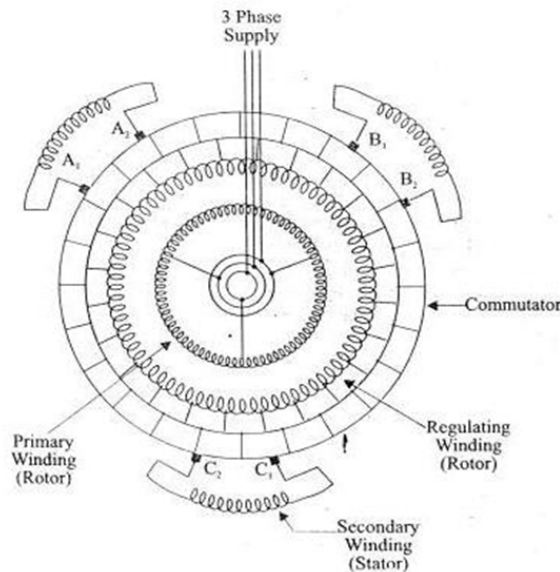 3 Phase
Supply
A₂
A₁
B₁
B₂
Commutator
Primary
Winding
(Rotor)
Regulating
Winding
(Rotor)
C₂
C₁
Secondary
Winding
(Stator)